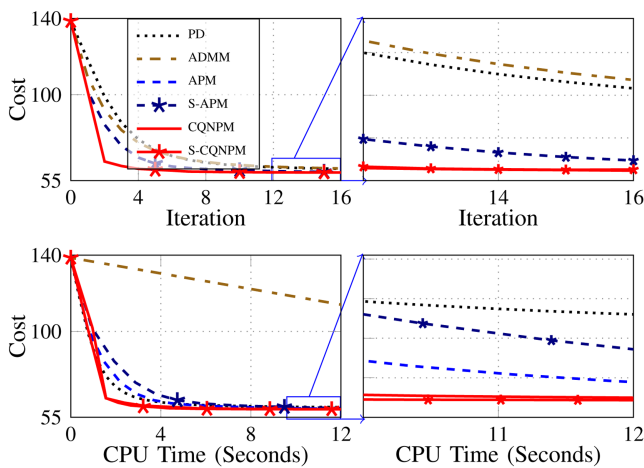 140
100
55
Cost
PD
ADMM
APM
S-APM
CQNPM
S-CQNPM
0 4 8 12 16
Iteration
14 16
Iteration
140
100
55
Cost
0 4 8 12
CPU Time (Seconds)
11 12
CPU Time (Seconds)